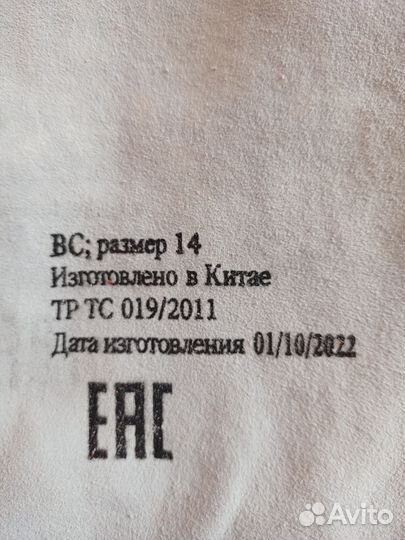 ВС; размер 14
Изготовлено в Китае
ТР ТС 019/2011
Дата изготовления 01/10/2022
ЕАС
Avito